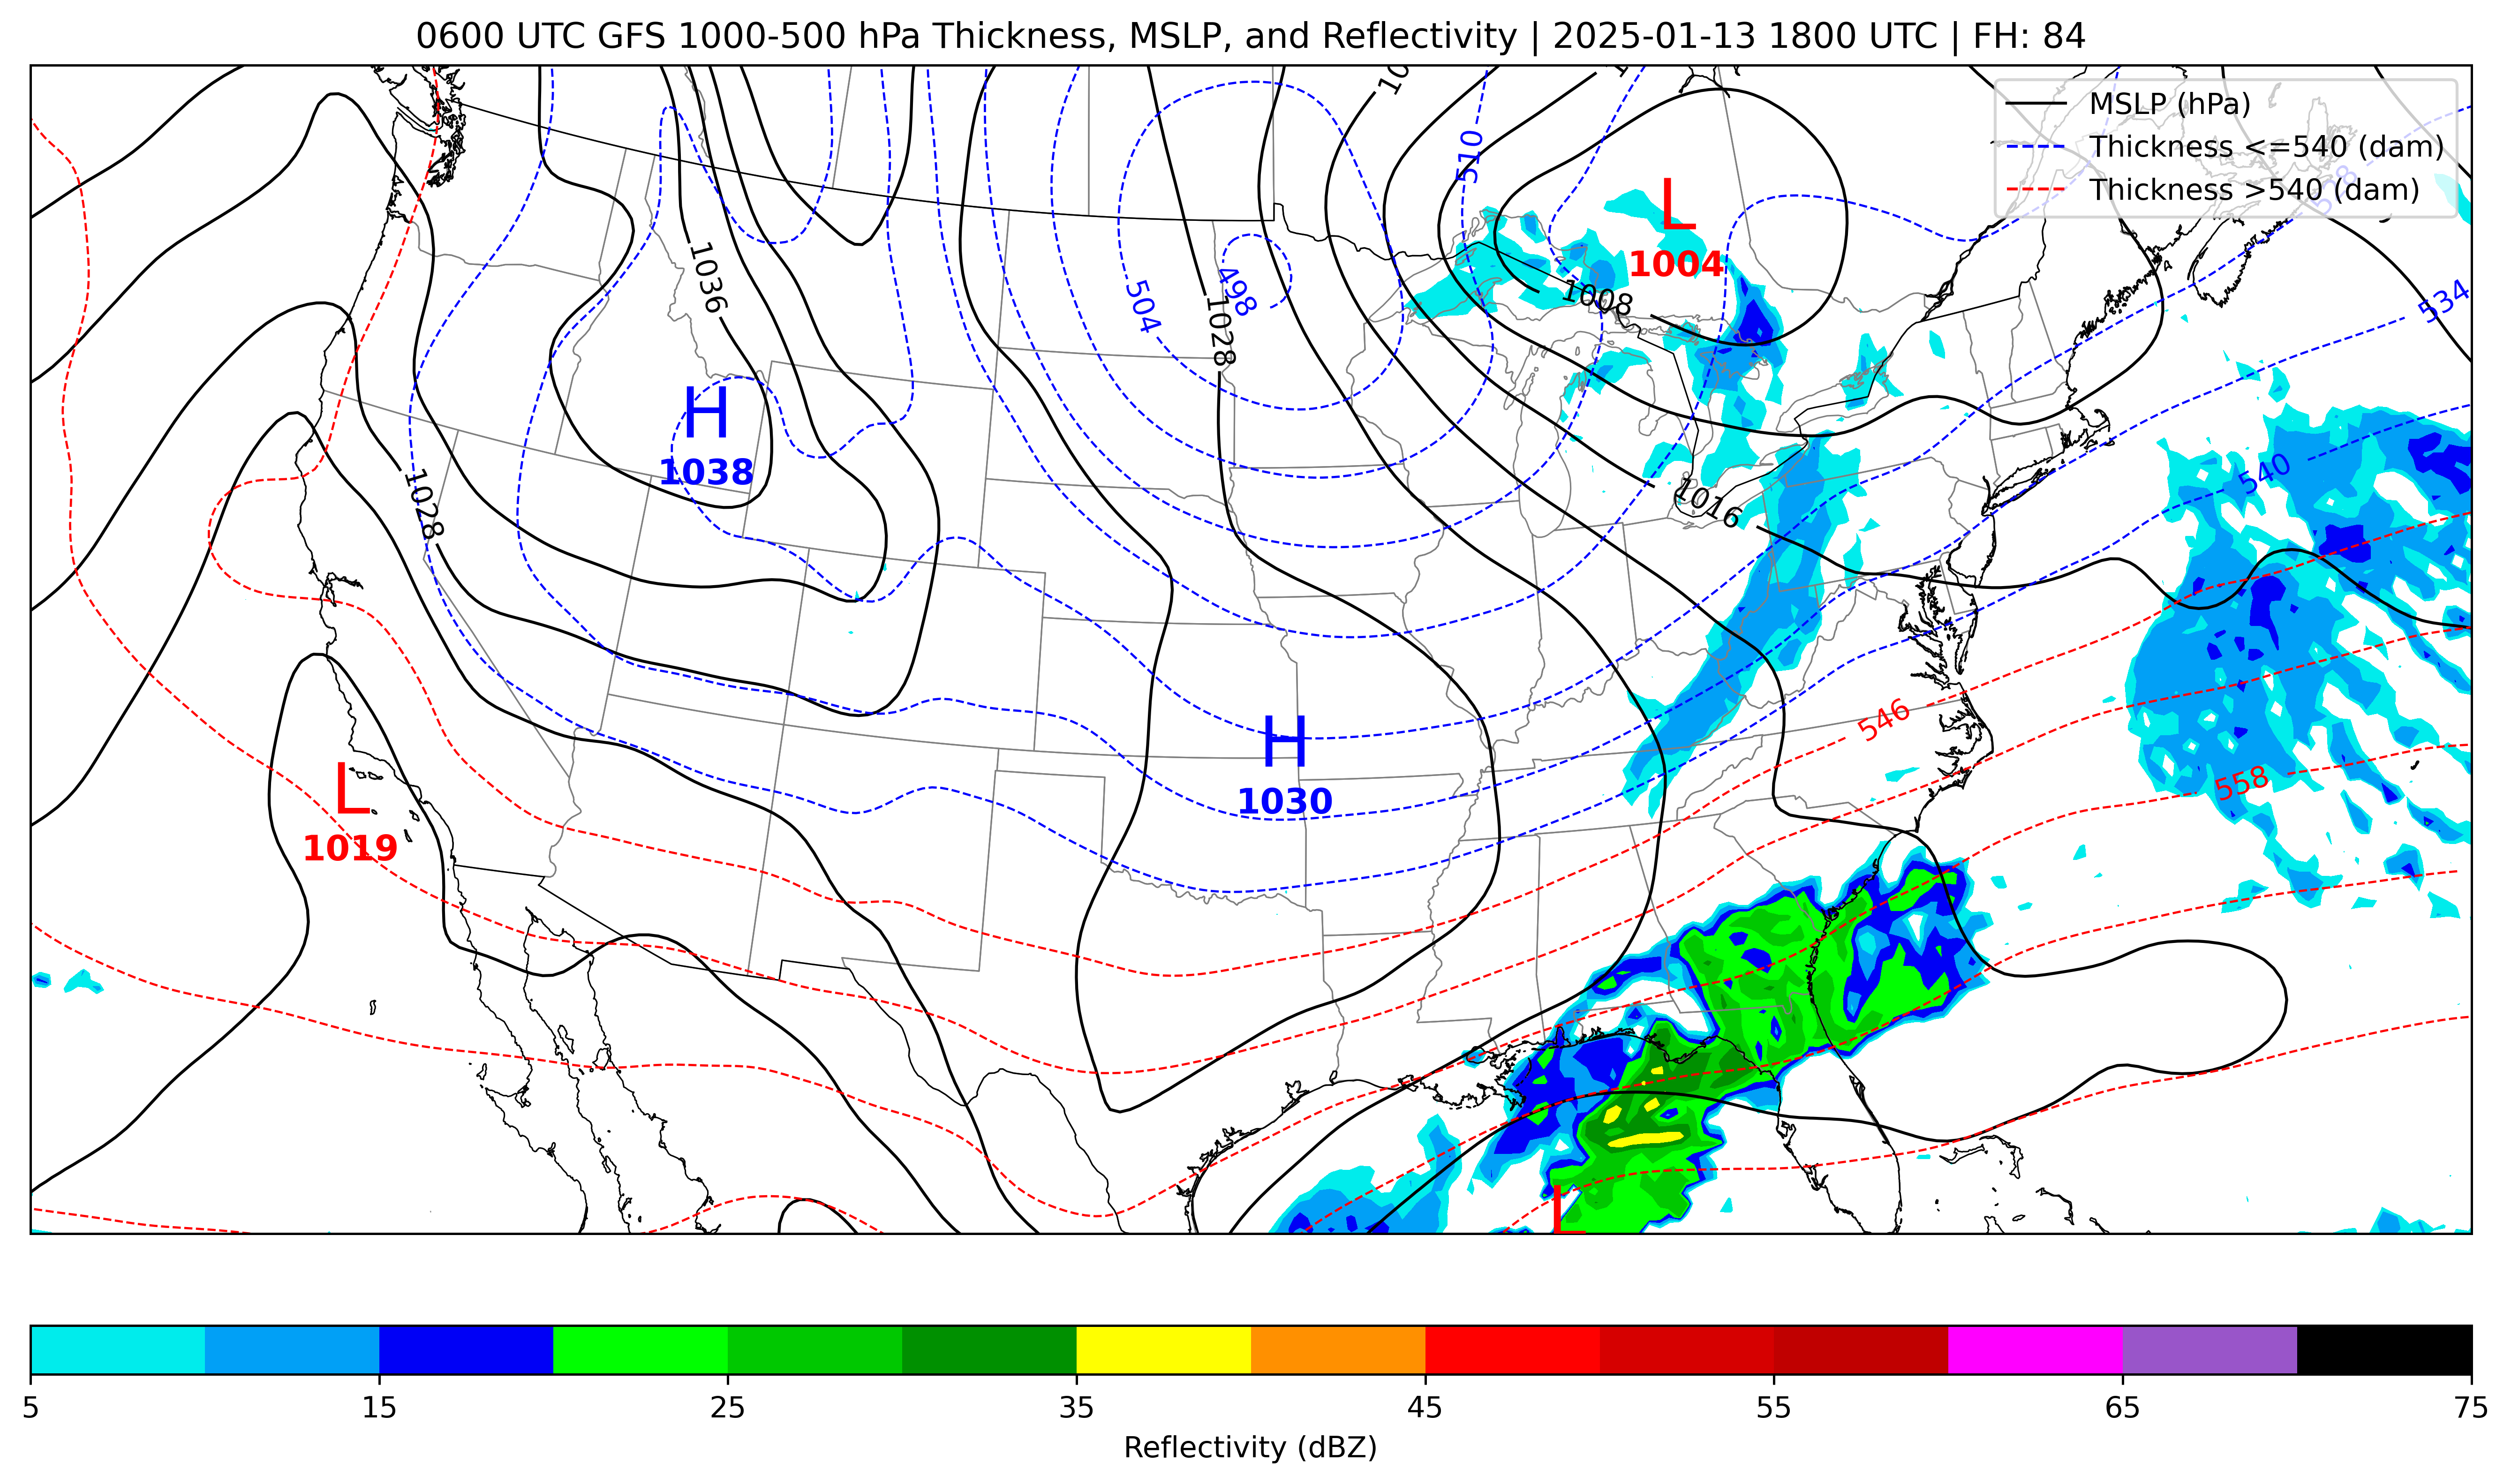 0600 UTC GFS 1000-500 hPa Thickness, MSLP, and Reflectivity | 2025-01-13 1800 UTC | FH: 84
MSLP (hPa)
Thickness <=540 (dam)
Thickness >540 (dam)
510
L
1004
1036
504
498
1028
1008
534
H
1038
1028
1016
540
546
H
1030
558
L
1019
L
5 15 25 35 45 55 65 75
Reflectivity (dBZ)